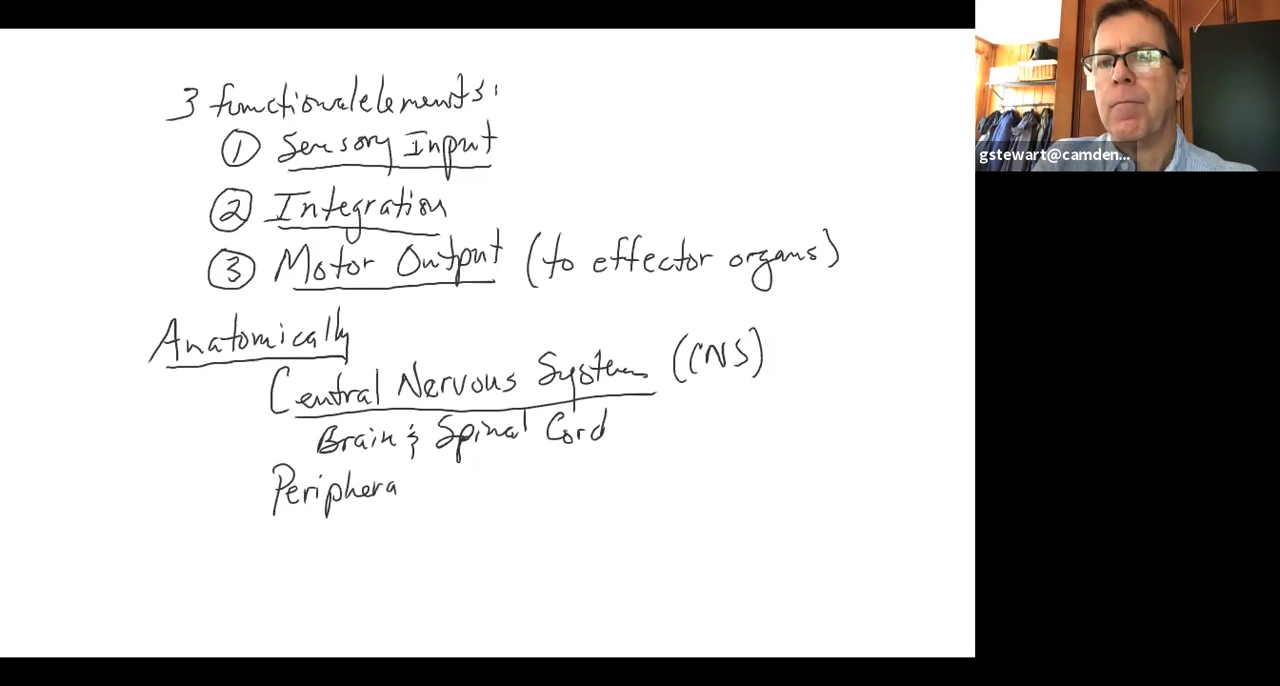 3 functional elements:
① Sensory Input
② Integration
③ Motor Output (to effector organs)
Anatomically
Central Nervous System (CNS)
Brain & Spinal Cord
Periphera
gstewart@camden...